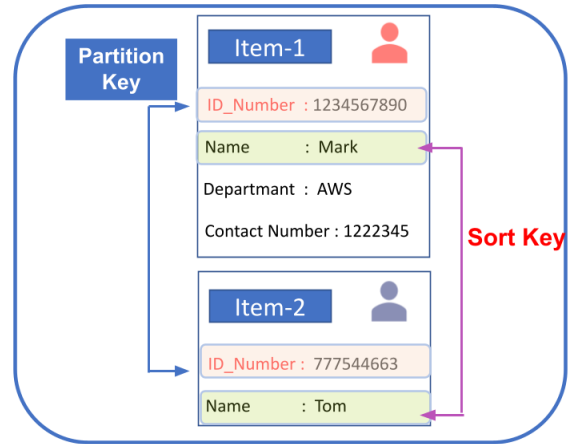 Partition
Key
Item-1
ID_Number : 1234567890
Name : Mark
Departmant : AWS
Contact Number : 1222345
Sort Key
Item-2
ID_Number : 777544663
Name : Tom